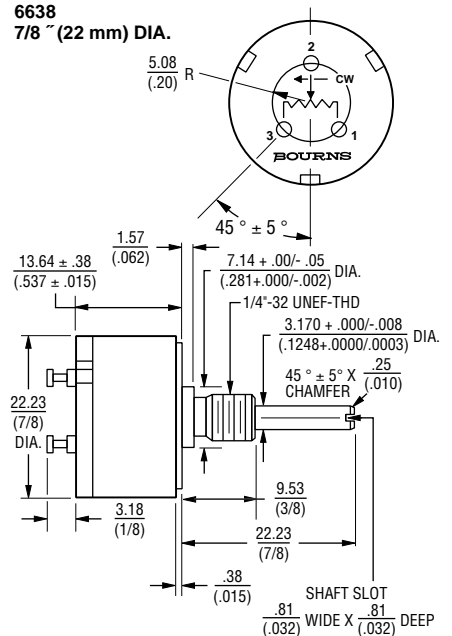 6638
7/8 ˝ (22 mm) DIA.
2
5.08
(.20)
R
CW
3
1
BOURNS
45 ° ± 5 °
1.57
(.062)
13.64 ± .38
(.537 ± .015)
7.14 + .00/- .05
(.281+.000/-.002)
DIA.
1/4"-32 UNEF-THD
3.170 + .000/-.008
(.1248+.0000/.0003)
DIA.
45 ° ± 5° X .25
CHAMFER (.010)
22.23
(7/8)
DIA.
9.53
(3/8)
3.18
(1/8)
22.23
(7/8)
.38
(.015)
SHAFT SLOT
.81 WIDE X .81 DEEP
(.032) (.032)